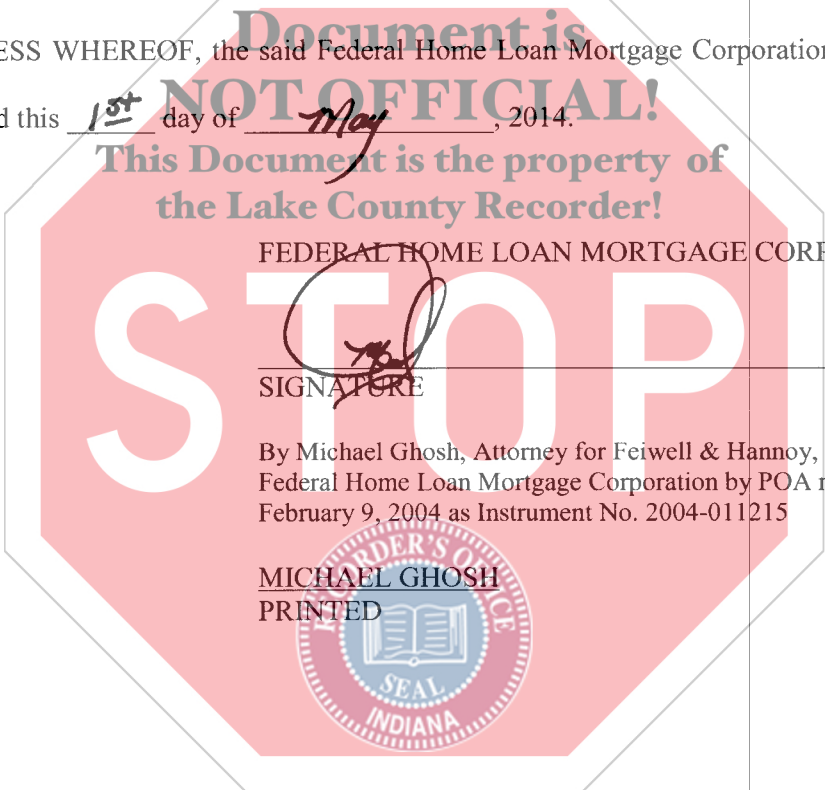 Document is
ESS WHEREOF, the said Federal Home Loan Mortgage Corporation
NOT OFFICIAL!
d this 1st day of May, 2014.
This Document is the property of
the Lake County Recorder!
FEDERAL HOME LOAN MORTGAGE CORP
STOP
SIGNATURE
By Michael Ghosh, Attorney for Feiwell & Hannoy,
Federal Home Loan Mortgage Corporation by POA r
February 9, 2004 as Instrument No. 2004-011215
MICHAEL GHOSH
PRINTED
RECORDER'S OFFICE
SEAL
INDIANA